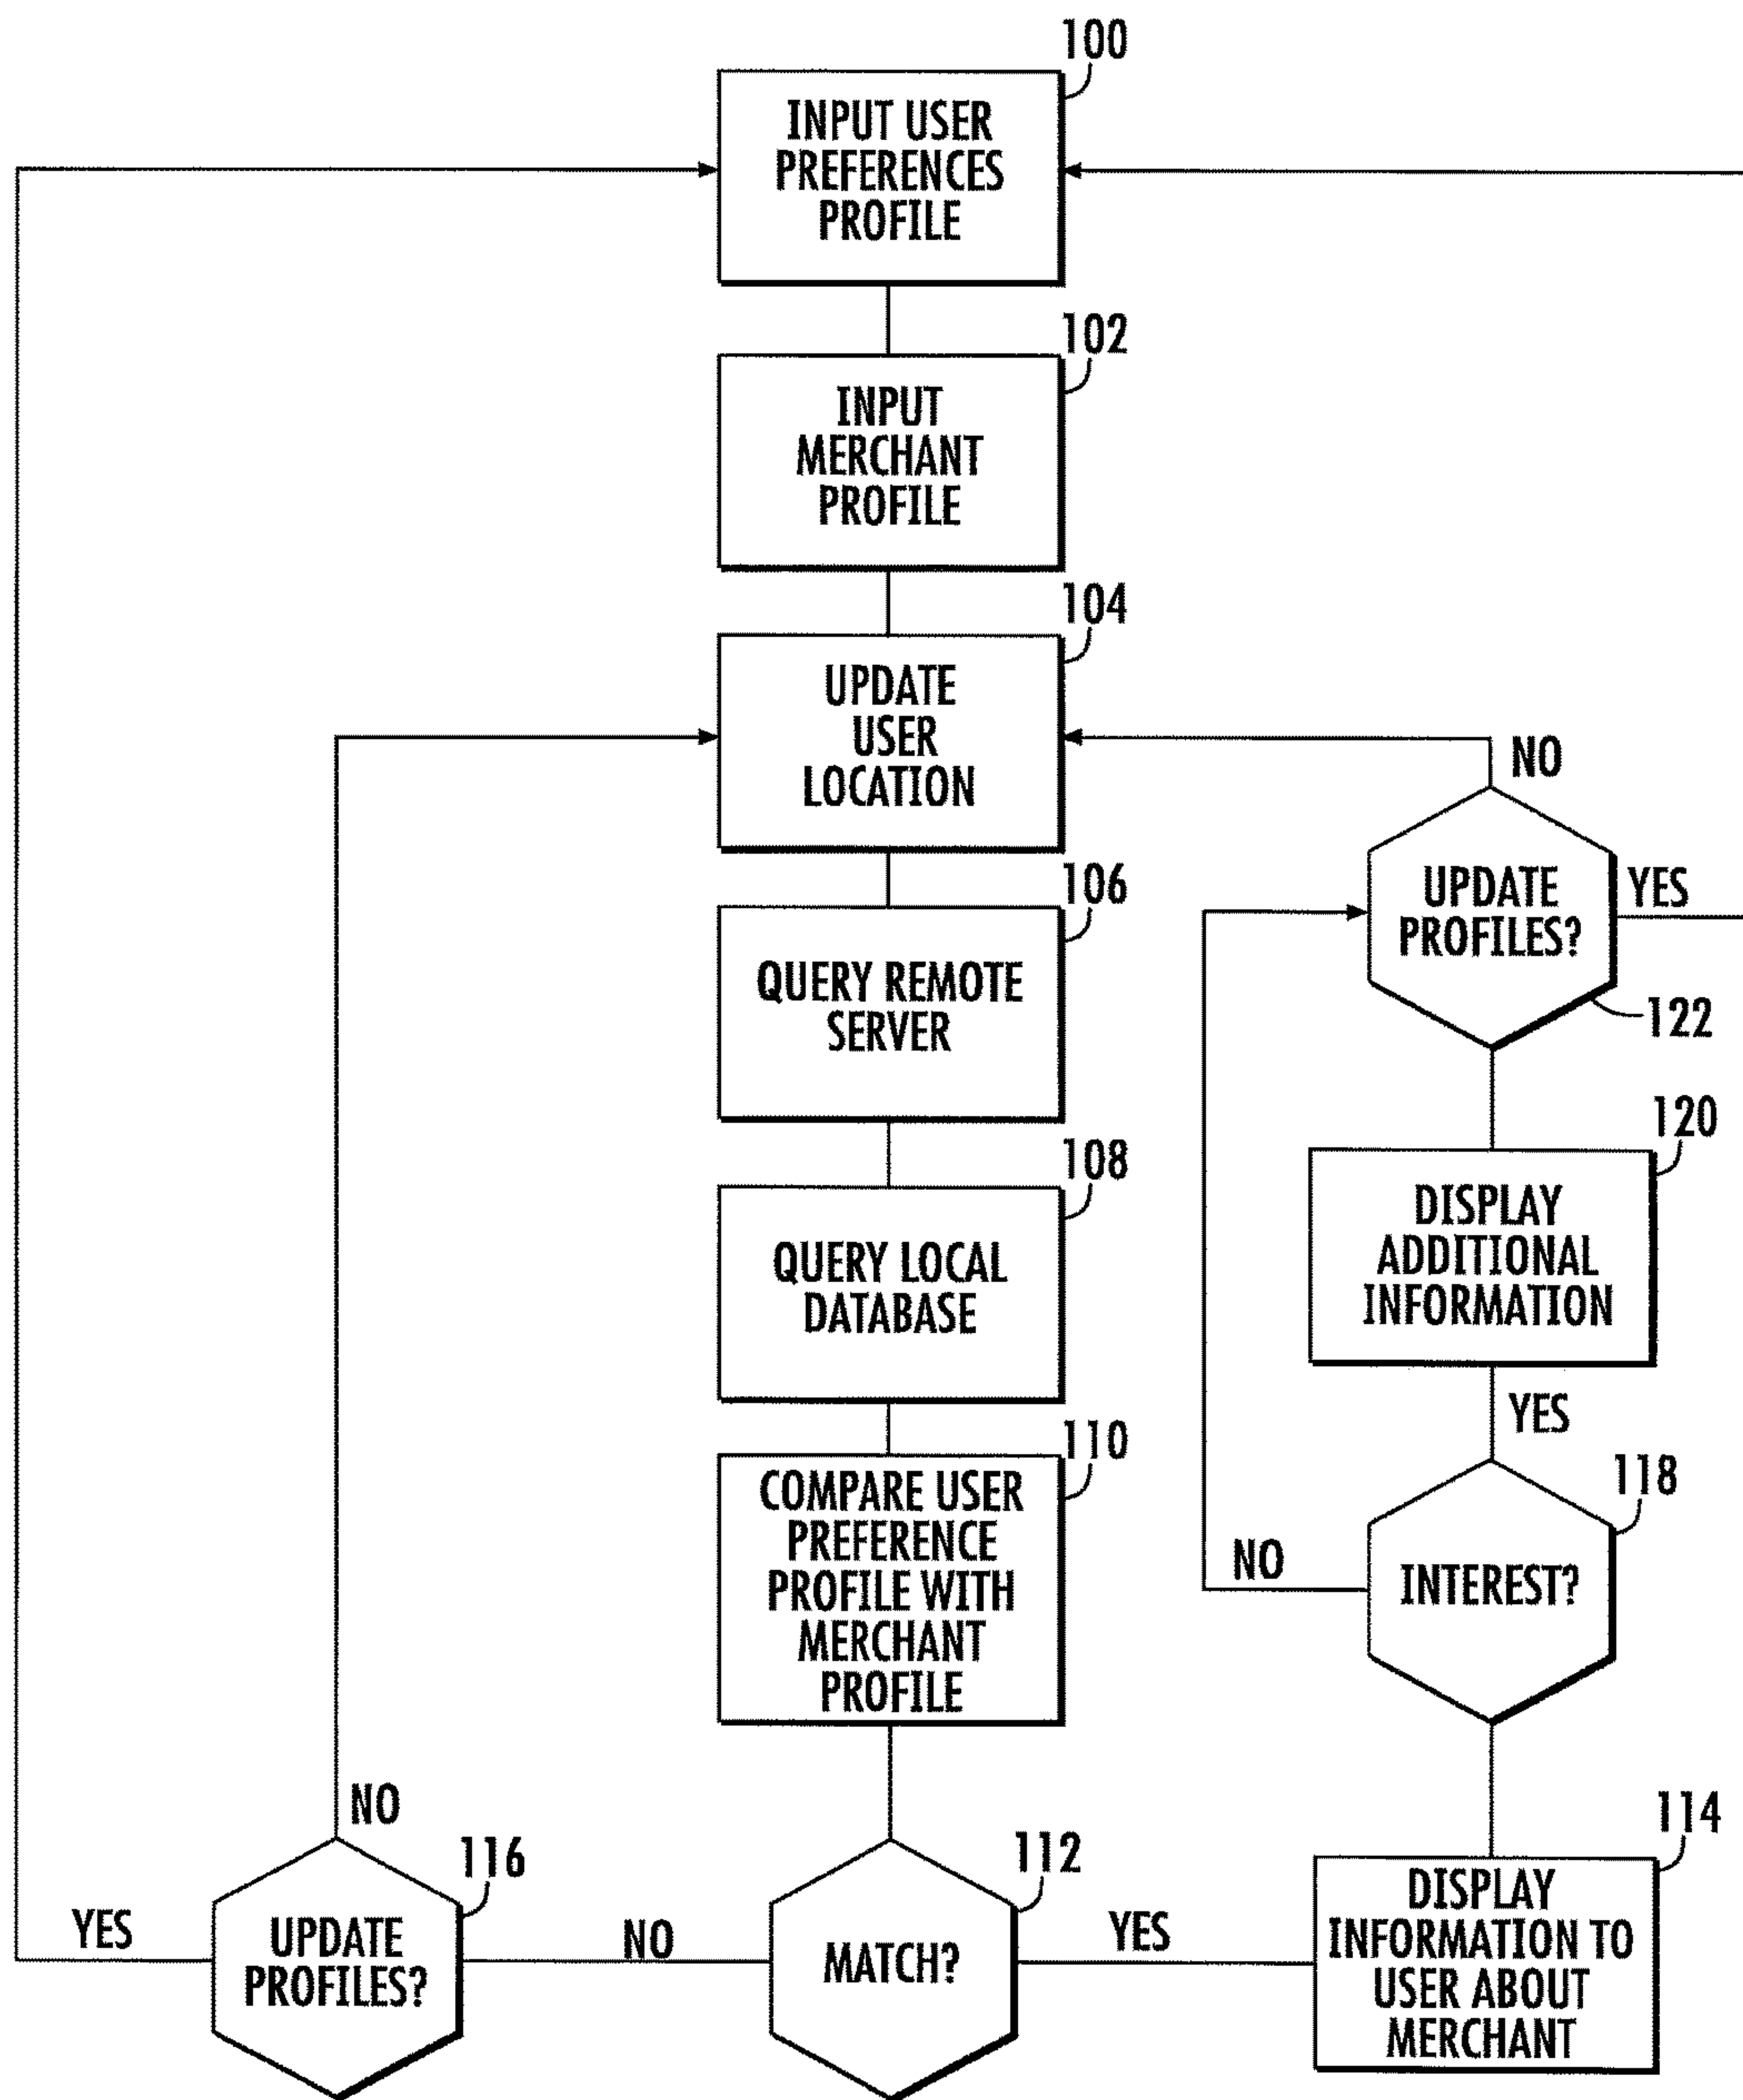 100
INPUT USER
PREFERENCES
PROFILE
102
INPUT
MERCHANT
PROFILE
104
UPDATE
USER
LOCATION
106
QUERY REMOTE
SERVER
108
QUERY LOCAL
DATABASE
110
COMPARE USER
PREFERENCE
PROFILE WITH
MERCHANT
PROFILE
112
MATCH?
NO
YES
116
UPDATE
PROFILES?
NO
YES
114
DISPLAY
INFORMATION TO
USER ABOUT
MERCHANT
118
INTEREST?
NO
YES
120
DISPLAY
ADDITIONAL
INFORMATION
122
UPDATE
PROFILES?
NO
YES